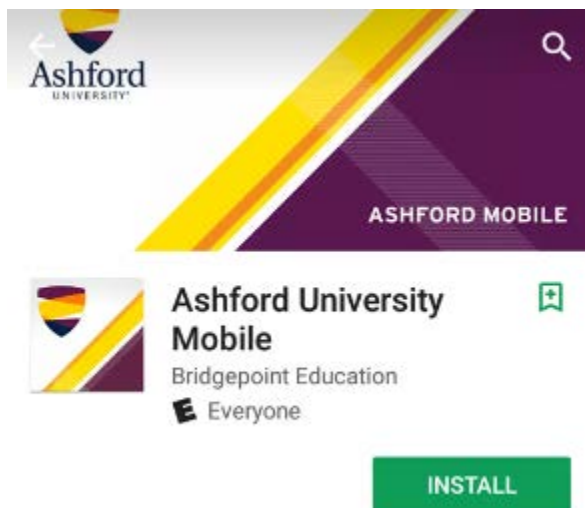 Ashford
UNIVERSITY
ASHFORD MOBILE
Ashford University
Mobile
Bridgepoint Education
E Everyone
INSTALL